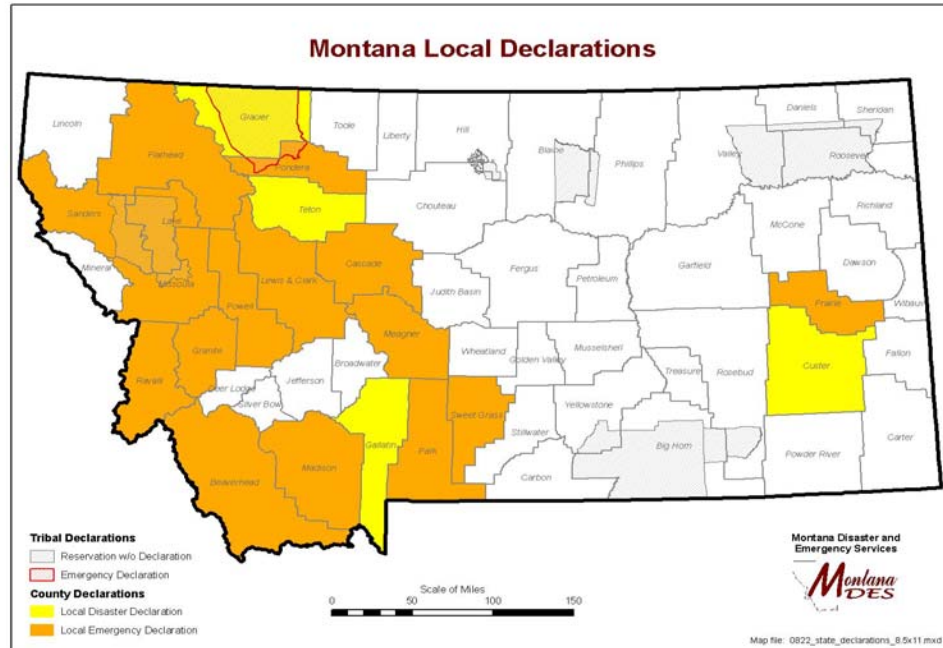 Montana Local Declarations
Lincoln
Flathead
Glacier
Toole
Liberty
Hill
Blaine
Phillips
Valley
Daniels
Sheridan
Roosevelt
Pondera
Teton
Chouteau
Sanders
Lake
Mineral
Missoula
Powell
Lewis & Clark
Cascade
Judith Basin
Fergus
Petroleum
Garfield
McCone
Richland
Dawson
Prairie
Wibaux
Ravalli
Granite
Deer Lodge
Silver Bow
Jefferson
Broadwater
Meagher
Wheatland
Golden Valley
Musselshell
Treasure
Rosebud
Custer
Fallon
Beaverhead
Madison
Gallatin
Park
Sweet Grass
Stillwater
Yellowstone
Carbon
Big Horn
Powder River
Carter
Tribal Declarations
Reservation w/o Declaration
Emergency Declaration
County Declarations
Local Disaster Declaration
Local Emergency Declaration
Scale of Miles
0 50 100 150
Montana Disaster and
Emergency Services
Montana
DES
Map file: 0822_state_declarations_8.5x11.mxd